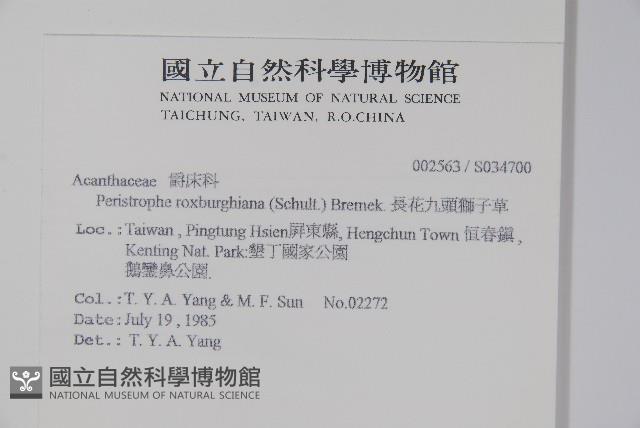 國立自然科學博物館
NATIONAL MUSEUM OF NATURAL SCIENCE
TAICHUNG, TAIWAN, R.O.CHINA
002563 / S034700
Acanthaceae 爵床科
Peristrophe roxburghiana (Schult.) Bremek. 長花九頭獅子草
Loc.:Taiwan , Pingtung Hsien屏東縣, Hengchun Town 恆春鎮 ,
Kenting Nat. Park:墾丁國家公園
鵝鑾鼻公園.
Col.:T. Y. A. Yang & M. F. Sun No.02272
Date:July 19 , 1985
Det.: T. Y. A. Yang
國立自然科學博物館
NATIONAL MUSEUM OF NATURAL SCIENCE